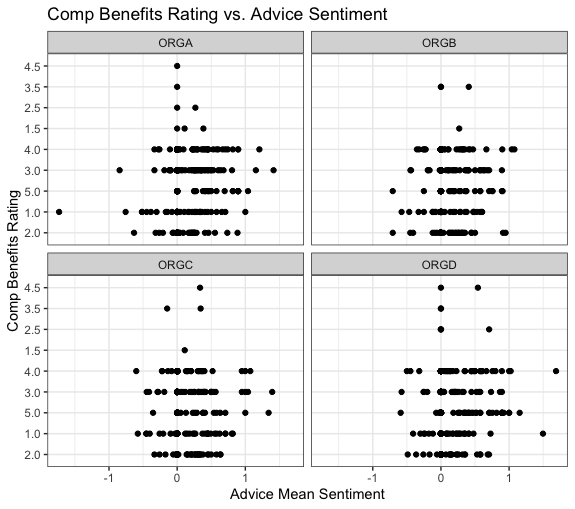 Comp Benefits Rating vs. Advice Sentiment
ORGA
ORGB
4.5
3.5
2.5
1.5
4.0
3.0
5.0
1.0
2.0
Comp Benefits Rating
ORGC
ORGD
4.5
3.5
2.5
1.5
4.0
3.0
5.0
1.0
2.0
-1 0 1 -1 0 1
Advice Mean Sentiment